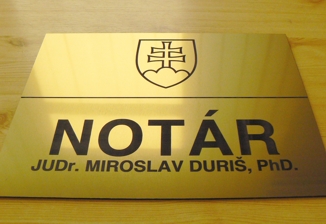 NOTÁR
JUDr. MIROSLAV DURIŠ, PhD.